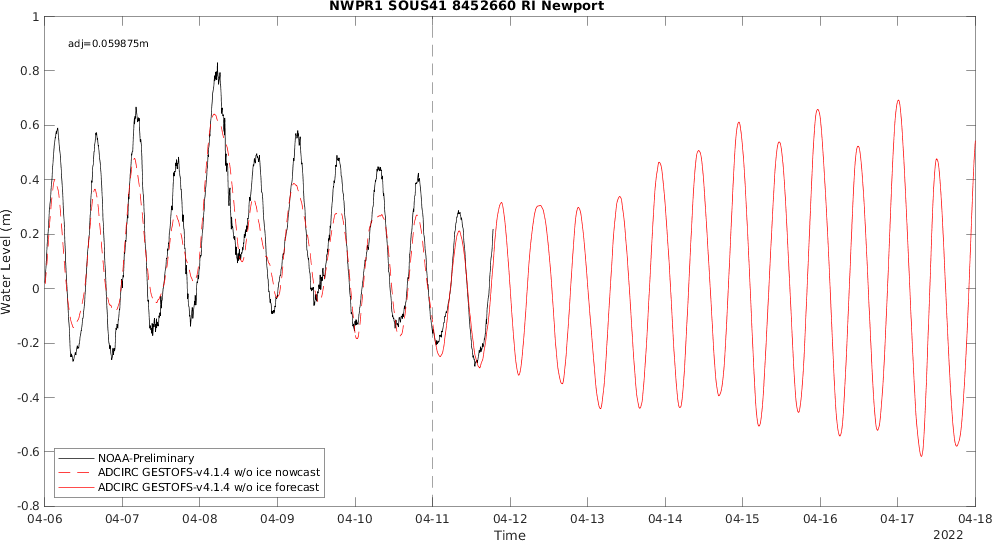 NWPR1 SOUS41 8452660 RI Newport
adj=0.059875m
1
0.8
0.6
0.4
0.2
0
-0.2
-0.4
-0.6
-0.8
Water Level (m)
NOAA-Preliminary
ADCIRC GESTOFS-v4.1.4 w/o ice nowcast
ADCIRC GESTOFS-v4.1.4 w/o ice forecast
04-06 04-07 04-08 04-09 04-10 04-11 04-12 04-13 04-14 04-15 04-16 04-17 04-18
Time
2022